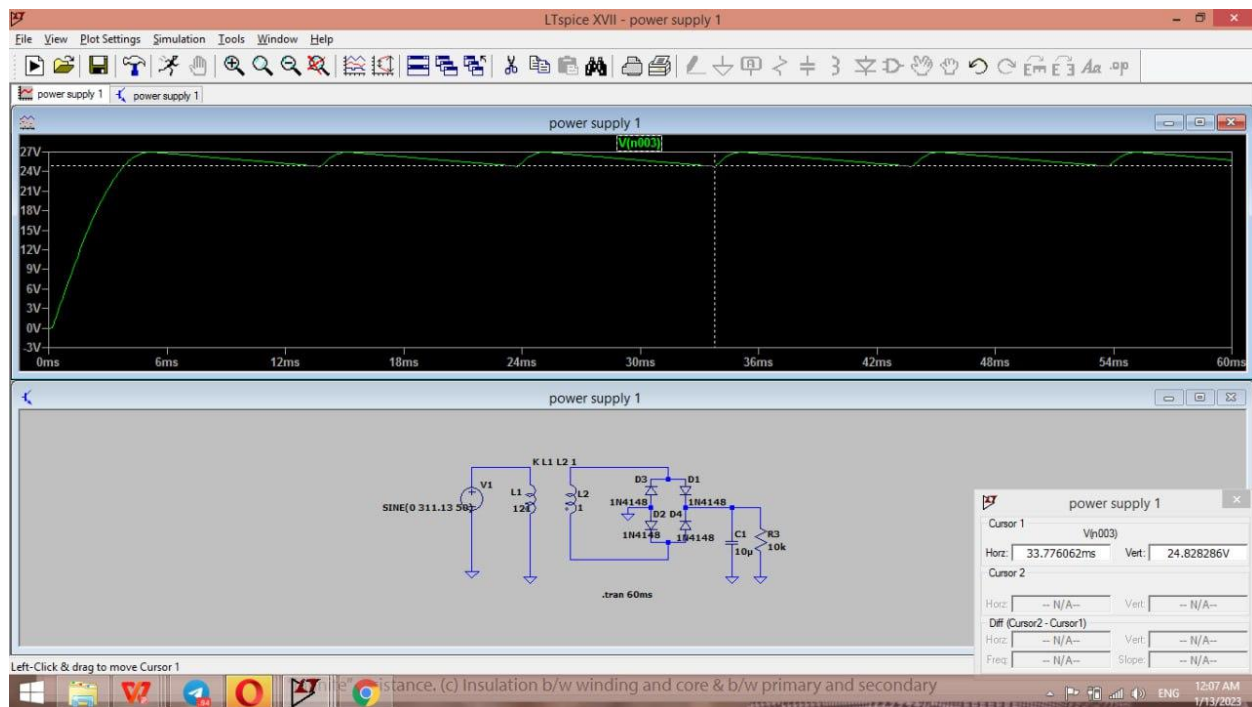 LTspice XVII - power supply 1
File View Plot Settings Simulation Tools Window Help
power supply 1 power supply 1
power supply 1
V(n003)
27V
24V
21V
18V
15V
12V
9V
6V
3V
0V
-3V
0ms 6ms 12ms 18ms 24ms 30ms 36ms 42ms 48ms 54ms 60ms
power supply 1
K L1 L2 1
V1
SINE(0 311.13 50)
L1
121
L2
1
D3 D1
1N4148 1N4148
D2 D4
1N4148 1N4148
C1
10µ
R3
10k
.tran 60ms
power supply 1
Cursor 1
V(n003)
Horz: 33.776062ms Vert: 24.828286V
Cursor 2
Horz: -- N/A-- Vert: -- N/A--
Diff (Cursor2 - Cursor1)
Horz: -- N/A-- Vert: -- N/A--
Freq: -- N/A-- Slope: -- N/A--
Left-Click & drag to move Cursor 1
istance. (c) Insulation b/w winding and core & b/w primary and secondary
ENG
12:07 AM
1/13/2023